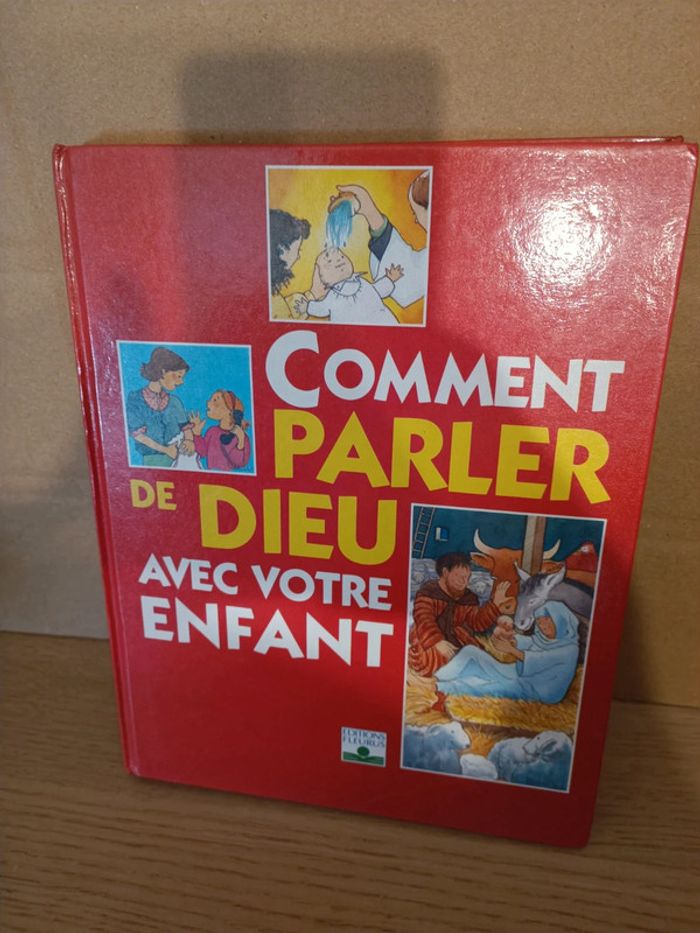 COMMENT
PARLER
DE DIEU
AVEC VOTRE
ENFANT
EDITIONS
FLEURUS